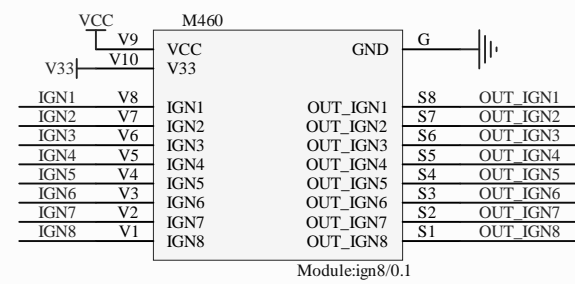 VCC M460
V9 VCC GND G
V33 V10 V33
IGN1 V8 IGN1 OUT_IGN1 S8 OUT_IGN1
IGN2 V7 IGN2 OUT_IGN2 S7 OUT_IGN2
IGN3 V6 IGN3 OUT_IGN3 S6 OUT_IGN3
IGN4 V5 IGN4 OUT_IGN4 S5 OUT_IGN4
IGN5 V4 IGN5 OUT_IGN5 S4 OUT_IGN5
IGN6 V3 IGN6 OUT_IGN6 S3 OUT_IGN6
IGN7 V2 IGN7 OUT_IGN7 S2 OUT_IGN7
IGN8 V1 IGN8 OUT_IGN8 S1 OUT_IGN8
Module:ign8/0.1